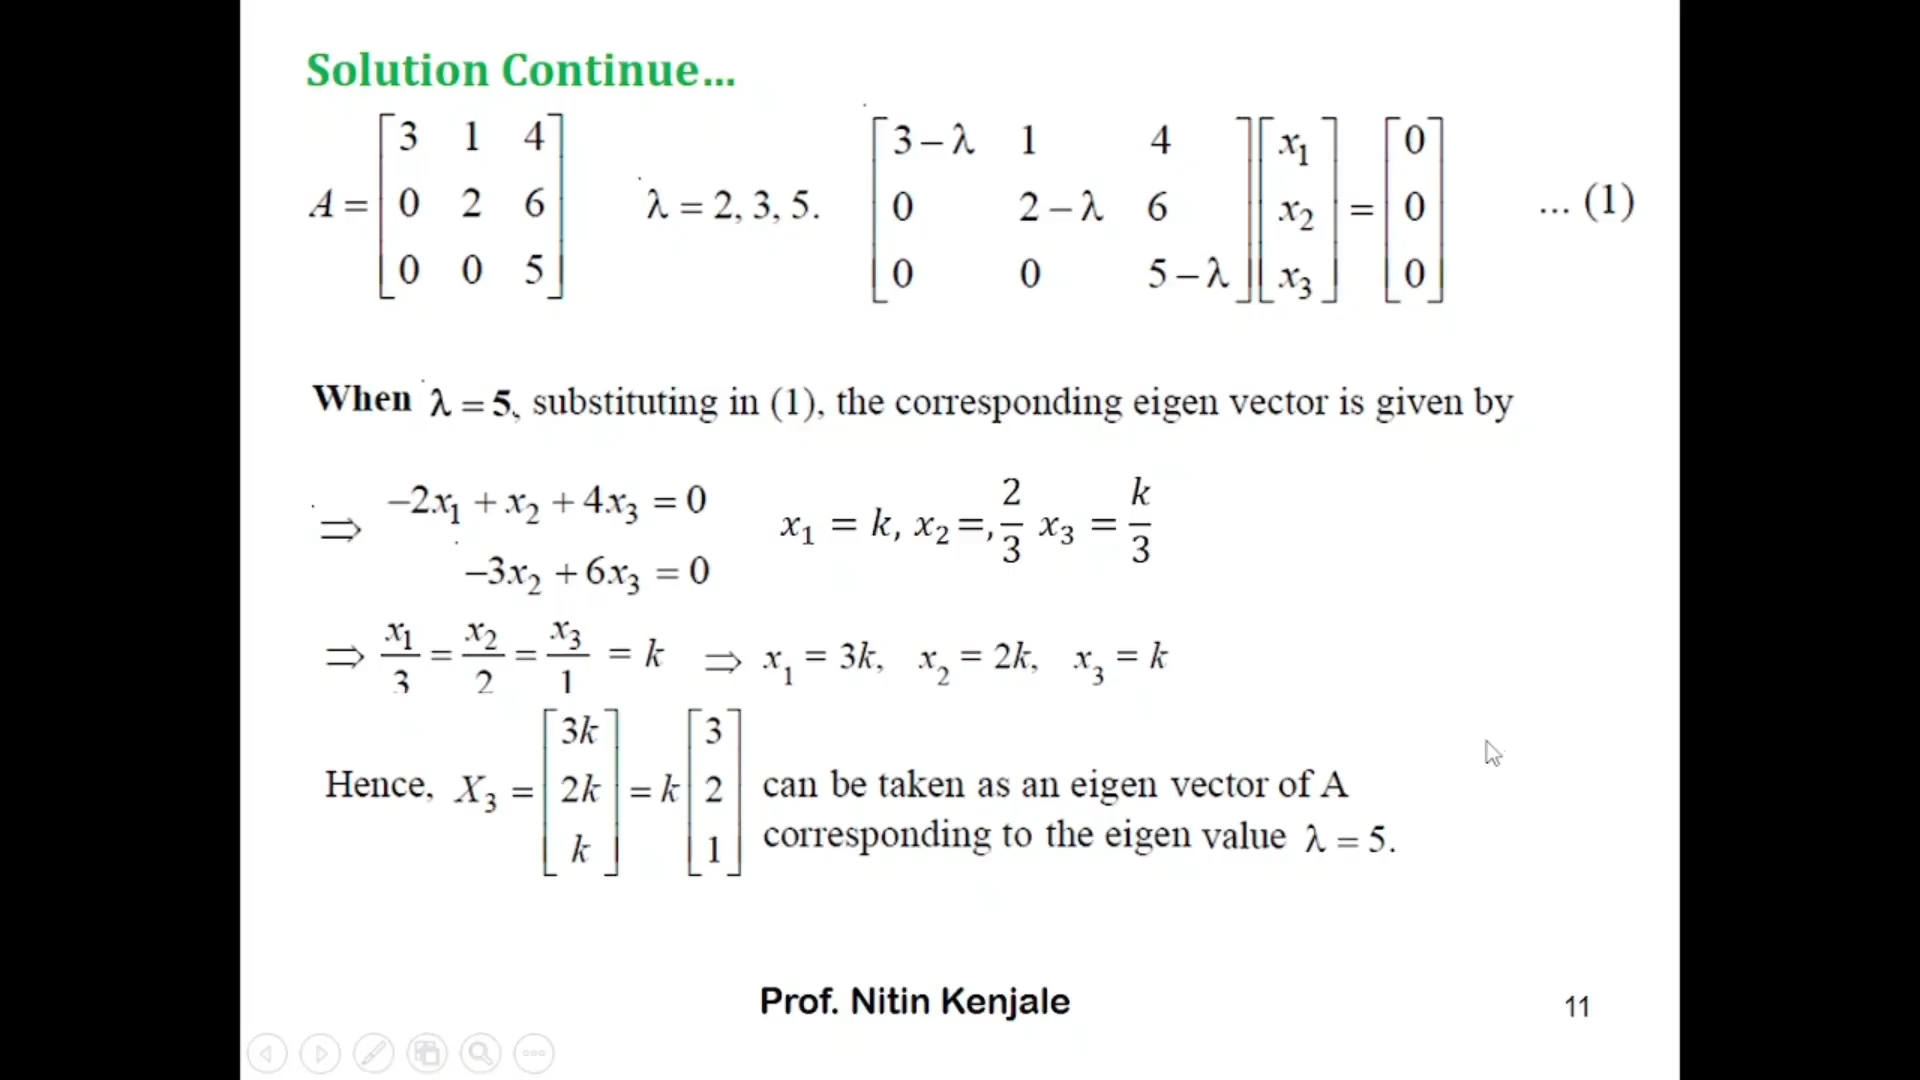 Solution Continue...
A = [3 1 4; 0 2 6; 0 0 5] λ = 2, 3, 5. [3−λ 1 4; 0 2−λ 6; 0 0 5−λ] [x₁; x₂; x₃] = [0; 0; 0] ... (1)
When λ = 5, substituting in (1), the corresponding eigen vector is given by
⇒ −2x₁ + x₂ + 4x₃ = 0
−3x₂ + 6x₃ = 0
x₁ = k, x₂ =, 2/3 x₃ = k/3
⇒ x₁/3 = x₂/2 = x₃/1 = k ⇒ x₁ = 3k, x₂ = 2k, x₃ = k
Hence, X₃ = [3k; 2k; k] = k [3; 2; 1] can be taken as an eigen vector of A
corresponding to the eigen value λ = 5.
Prof. Nitin Kenjale
11